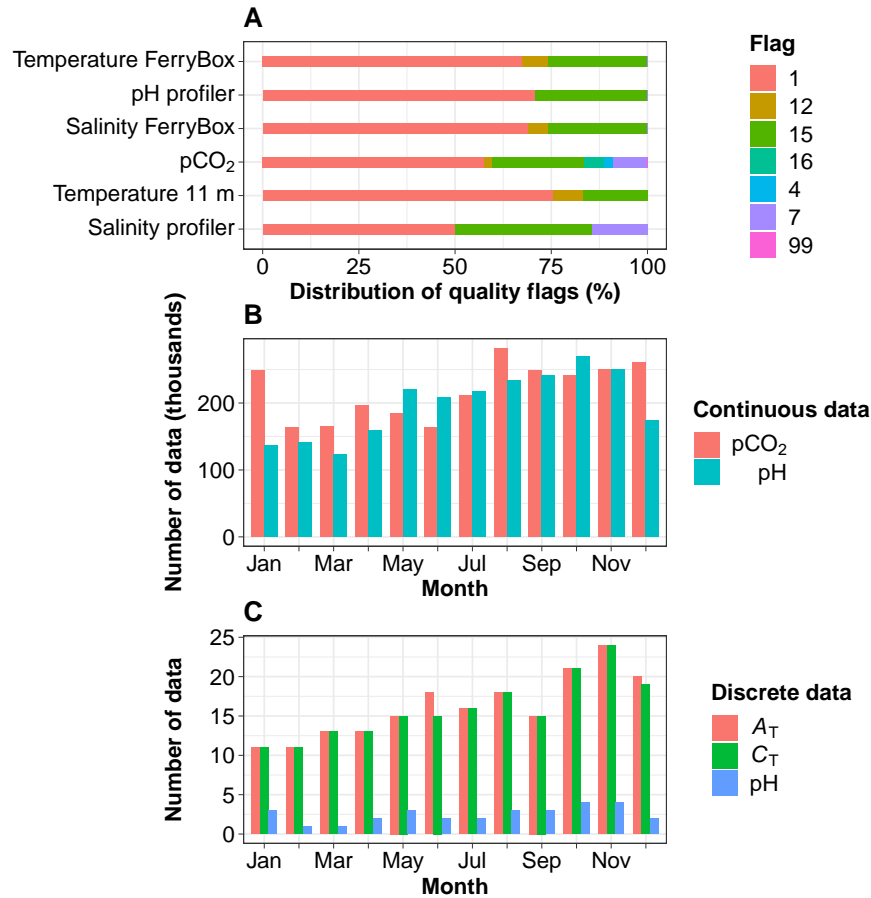 A
Temperature FerryBox
pH profiler
Salinity FerryBox
pCO₂
Temperature 11 m
Salinity profiler
0 25 50 75 100
Distribution of quality flags (%)
Flag
1
12
15
16
4
7
99
B
Number of data (thousands)
200
100
0
Jan Mar May Jul Sep Nov
Month
Continuous data
pCO₂
pH
C
Number of data
25
20
15
10
5
0
Jan Mar May Jul Sep Nov
Month
Discrete data
A_T
C_T
pH